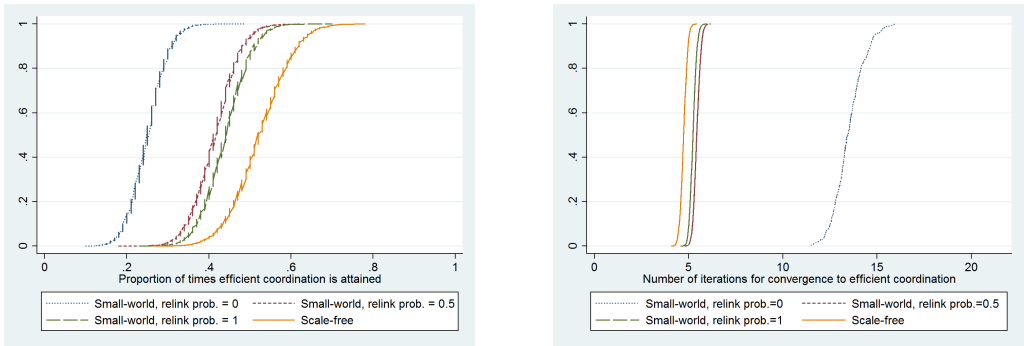 1
.8
.6
.4
.2
0
0 .2 .4 .6 .8 1
Proportion of times efficient coordination is attained
Small-world, relink prob. = 0 Small-world, relink prob. = 0.5
Small-world, relink prob. = 1 Scale-free
1
.8
.6
.4
.2
0
0 5 10 15 20
Number of iterations for convergence to efficient coordination
Small-world, relink prob.=0 Small-world, relink prob.=0.5
Small-world, relink prob.=1 Scale-free